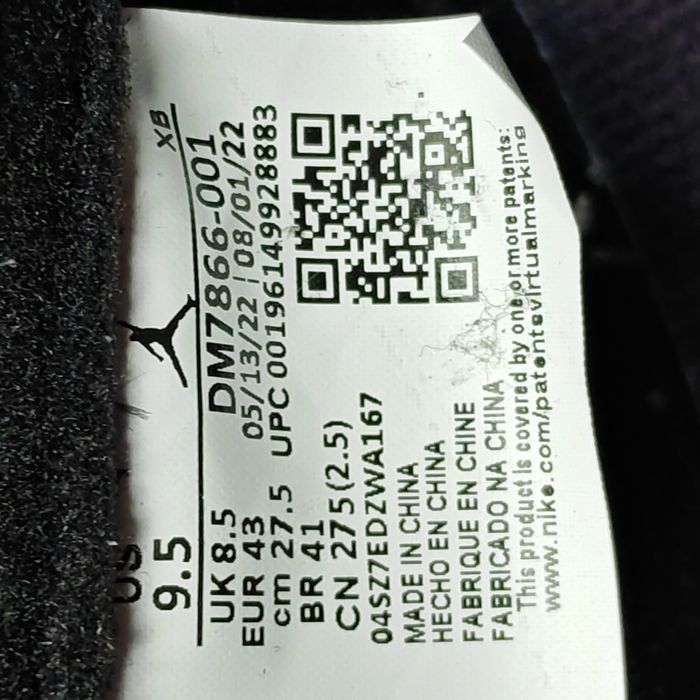 US
9.5
XB
UK 8.5
EUR 43
cm 27.5
BR 41
CN 275(2.5)
DM7866-001
05/13/22 | 08/01/22
UPC 00196149928883
04SZ7EDZWA167
MADE IN CHINA
HECHO EN CHINA
FABRIQUE EN CHINE
FABRICADO NA CHINA
This product is covered by one or more patents:
www.nike.com/patentsvirtualmarking